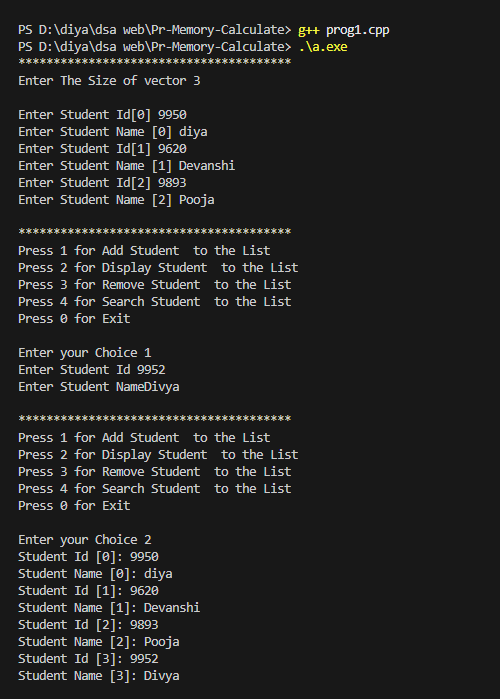 PS D:\diya\dsa web\Pr-Memory-Calculate> g++ prog1.cpp
PS D:\diya\dsa web\Pr-Memory-Calculate> .\a.exe
***************************************
Enter The Size of vector 3
Enter Student Id[0] 9950
Enter Student Name [0] diya
Enter Student Id[1] 9620
Enter Student Name [1] Devanshi
Enter Student Id[2] 9893
Enter Student Name [2] Pooja
***************************************
Press 1 for Add Student  to the List
Press 2 for Display Student  to the List
Press 3 for Remove Student  to the List
Press 4 for Search Student  to the List
Press 0 for Exit
Enter your Choice 1
Enter Student Id 9952
Enter Student NameDivya
***************************************
Press 1 for Add Student  to the List
Press 2 for Display Student  to the List
Press 3 for Remove Student  to the List
Press 4 for Search Student  to the List
Press 0 for Exit
Enter your Choice 2
Student Id [0]: 9950
Student Name [0]: diya
Student Id [1]: 9620
Student Name [1]: Devanshi
Student Id [2]: 9893
Student Name [2]: Pooja
Student Id [3]: 9952
Student Name [3]: Divya